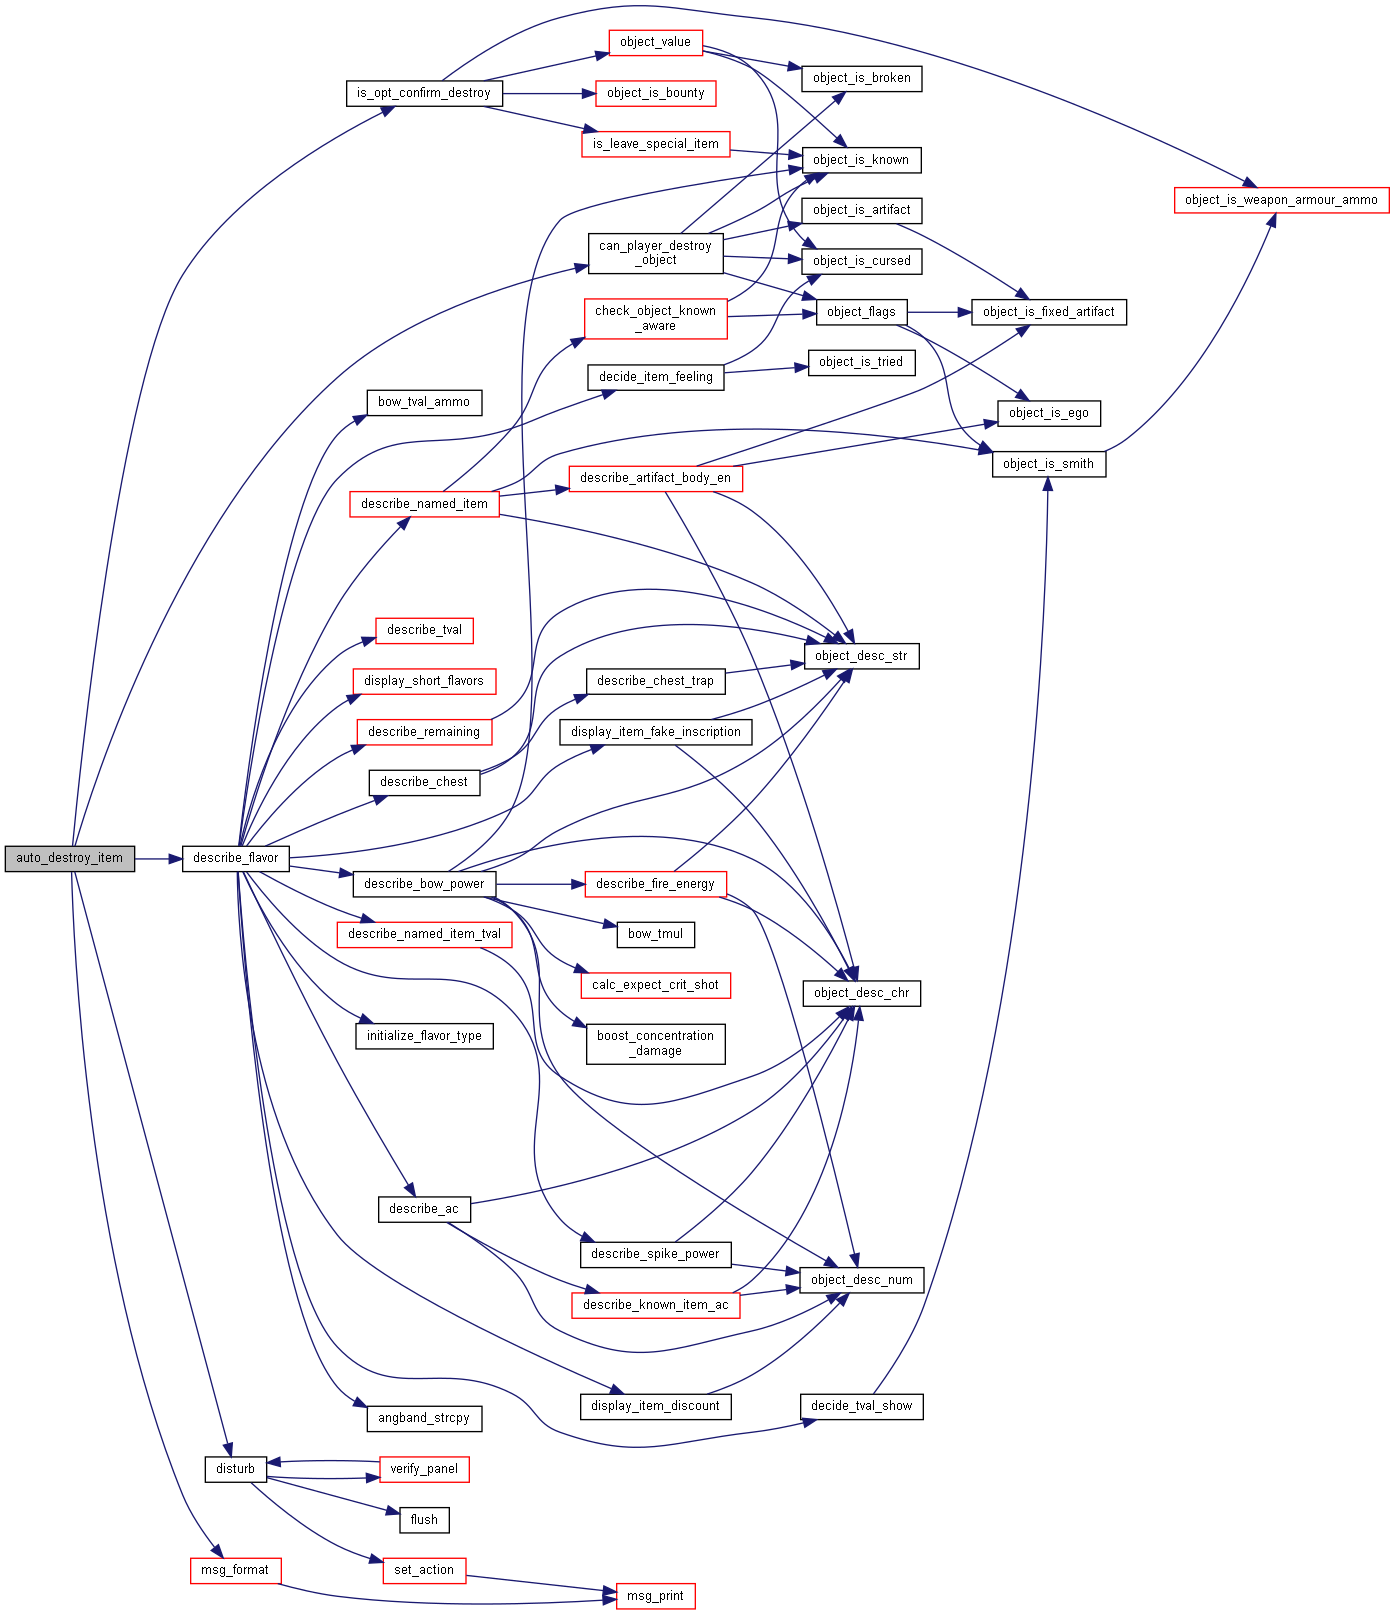 object_value
object_is_broken
is_opt_confirm_destroy
object_is_bounty
is_leave_special_item
object_is_known
object_is_weapon_armour_ammo
object_is_artifact
can_player_destroy
_object
object_is_cursed
check_object_known
_aware
object_flags
object_is_fixed_artifact
object_is_tried
decide_item_feeling
bow_tval_ammo
object_is_ego
object_is_smith
describe_artifact_body_en
describe_named_item
describe_tval
object_desc_str
display_short_flavors
describe_chest_trap
describe_remaining
display_item_fake_inscription
describe_chest
auto_destroy_item
describe_flavor
describe_bow_power
describe_fire_energy
describe_named_item_tval
bow_tmul
calc_expect_crit_shot
object_desc_chr
initialize_flavor_type
boost_concentration
_damage
describe_ac
describe_spike_power
object_desc_num
describe_known_item_ac
display_item_discount
decide_tval_show
angband_strcpy
disturb
verify_panel
flush
msg_format
set_action
msg_print